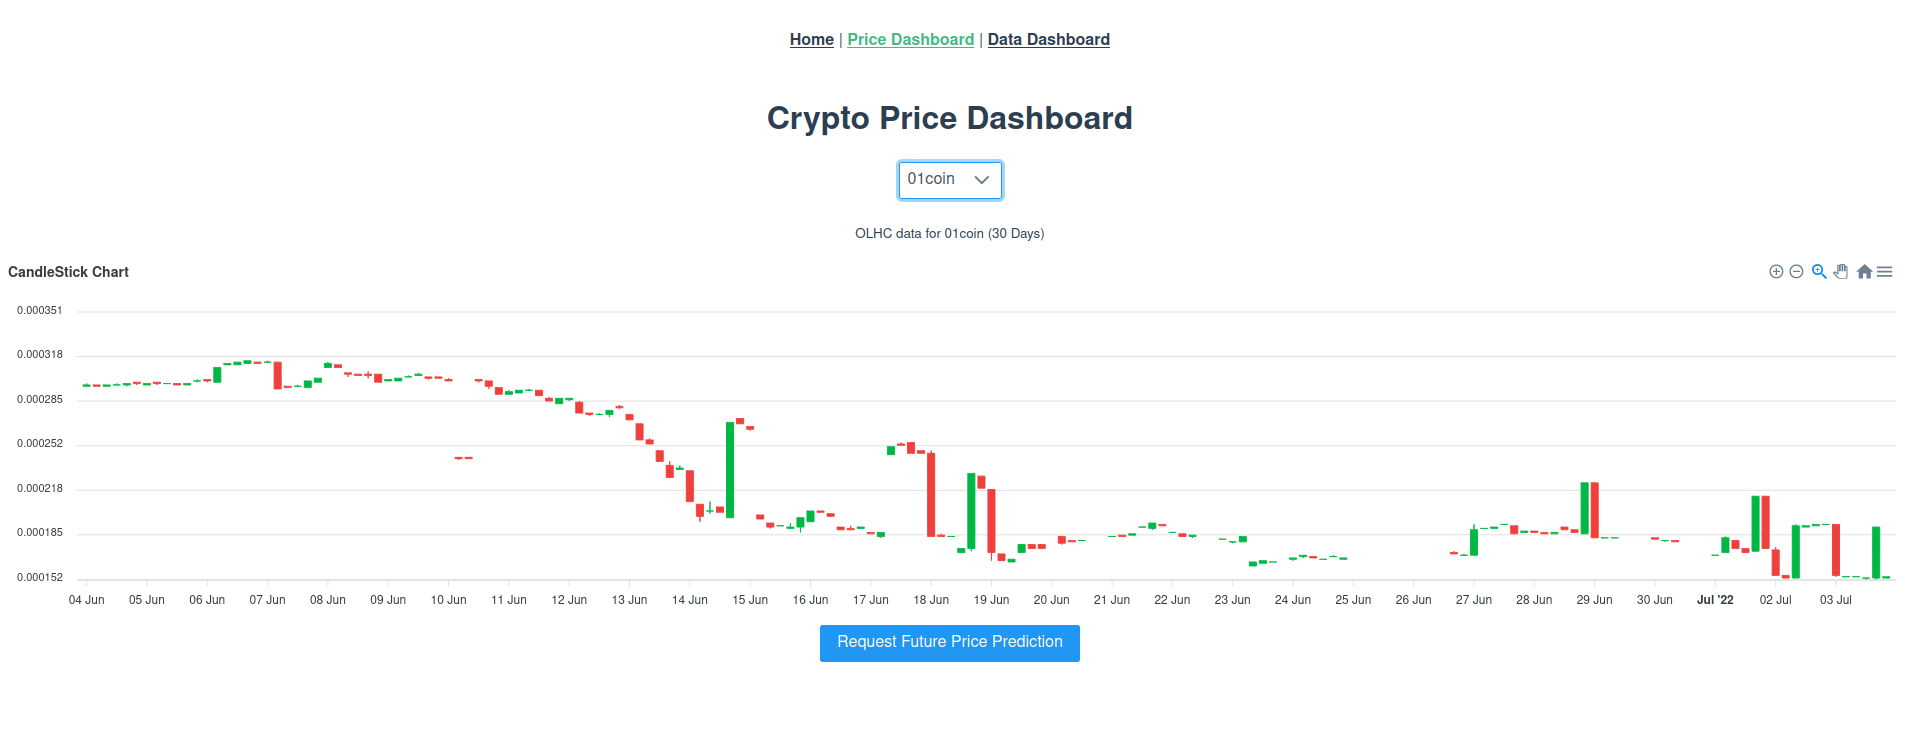 Home | Price Dashboard | Data Dashboard
Crypto Price Dashboard
01coin
OLHC data for 01coin (30 Days)
CandleStick Chart
0.000351
0.000318
0.000285
0.000252
0.000218
0.000185
0.000152
04 Jun 05 Jun 06 Jun 07 Jun 08 Jun 09 Jun 10 Jun 11 Jun 12 Jun 13 Jun 14 Jun 15 Jun 16 Jun 17 Jun 18 Jun 19 Jun 20 Jun 21 Jun 22 Jun 23 Jun 24 Jun 25 Jun 26 Jun 27 Jun 28 Jun 29 Jun 30 Jun Jul '22 02 Jul 03 Jul
Request Future Price Prediction